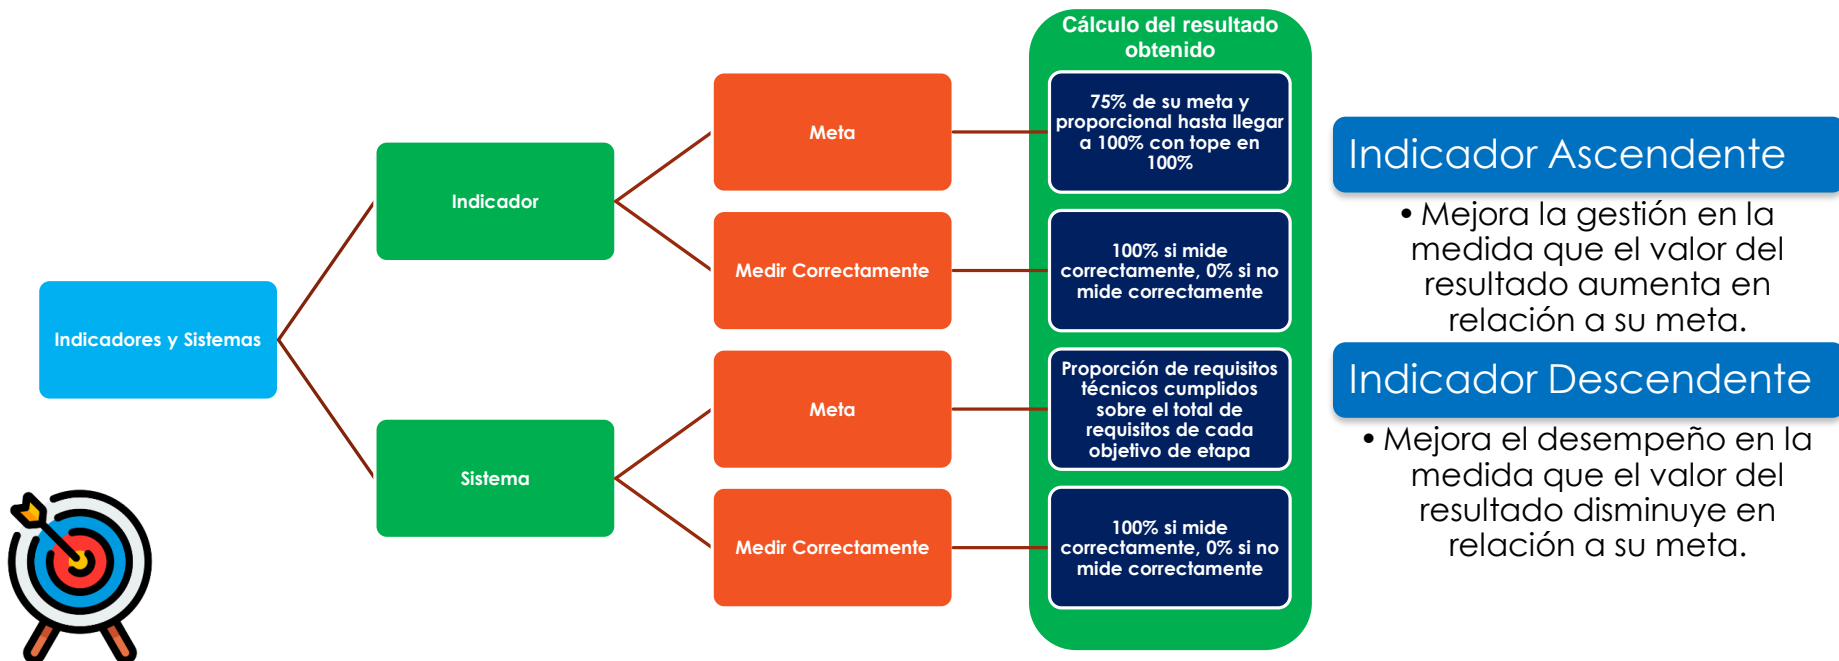 Cálculo del resultado
obtenido
Indicadores y Sistemas
Indicador
Meta
75% de su meta y
proporcional hasta llegar
a 100% con tope en
100%
Medir Correctamente
100% si mide
correctamente, 0% si no
mide correctamente
Sistema
Meta
Proporción de requisitos
técnicos cumplidos
sobre el total de
requisitos de cada
objetivo de etapa
Medir Correctamente
100% si mide
correctamente, 0% si no
mide correctamente
Indicador Ascendente
• Mejora la gestión en la
medida que el valor del
resultado aumenta en
relación a su meta.
Indicador Descendente
• Mejora el desempeño en la
medida que el valor del
resultado disminuye en
relación a su meta.